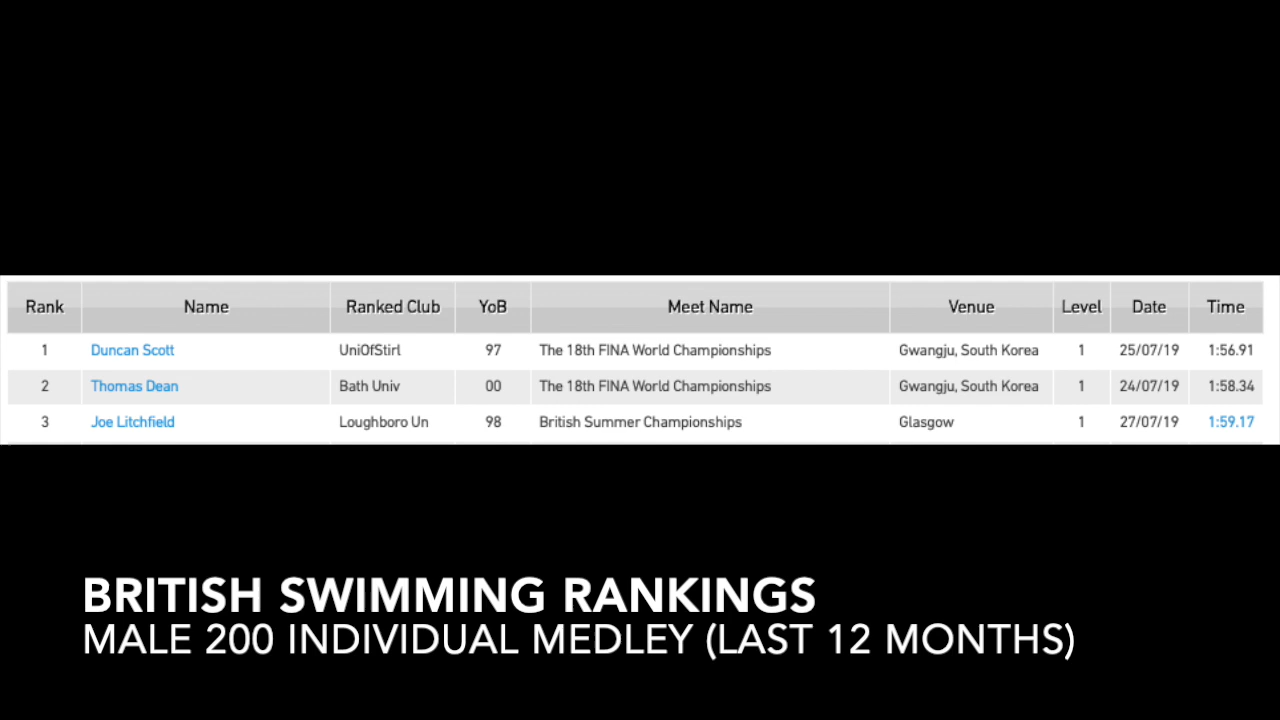 Rank Name Ranked Club YoB Meet Name Venue Level Date Time
1 Duncan Scott UniOfStirl 97 The 18th FINA World Championships Gwangju, South Korea 1 25/07/19 1:56.91
2 Thomas Dean Bath Univ 00 The 18th FINA World Championships Gwangju, South Korea 1 24/07/19 1:58.34
3 Joe Litchfield Loughboro Un 98 British Summer Championships Glasgow 1 27/07/19 1:59.17
BRITISH SWIMMING RANKINGS
MALE 200 INDIVIDUAL MEDLEY (LAST 12 MONTHS)